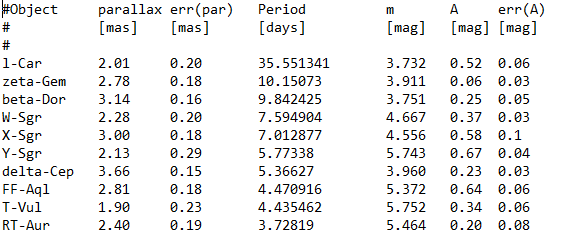 #Object parallax err(par) Period m A err(A)
# [mas] [mas] [days] [mag] [mag] [mag]
#
l-Car 2.01 0.20 35.551341 3.732 0.52 0.06
zeta-Gem 2.78 0.18 10.15073 3.911 0.06 0.03
beta-Dor 3.14 0.16 9.842425 3.751 0.25 0.05
W-Sgr 2.28 0.20 7.594904 4.667 0.37 0.03
X-Sgr 3.00 0.18 7.012877 4.556 0.58 0.1
Y-Sgr 2.13 0.29 5.77338 5.743 0.67 0.04
delta-Cep 3.66 0.15 5.36627 3.960 0.23 0.03
FF-Aql 2.81 0.18 4.470916 5.372 0.64 0.06
T-Vul 1.90 0.23 4.435462 5.752 0.34 0.06
RT-Aur 2.40 0.19 3.72819 5.464 0.20 0.08